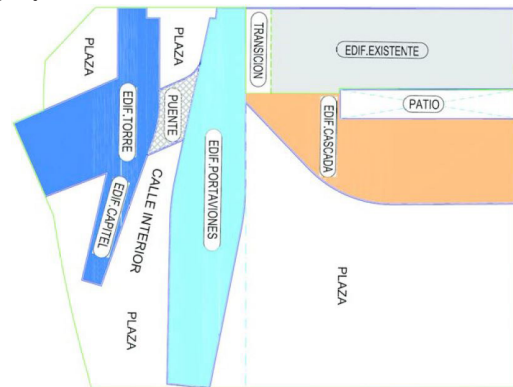 PLAZA
PLAZA
TRANSICION
EDIF.EXISTENTE
EDIF.TORRE
PUENTE
EDIF.CASCADA
PATIO
EDIF.PORTAVIONES
EDIF.CAPITEL
CALLE INTERIOR
PLAZA
PLAZA